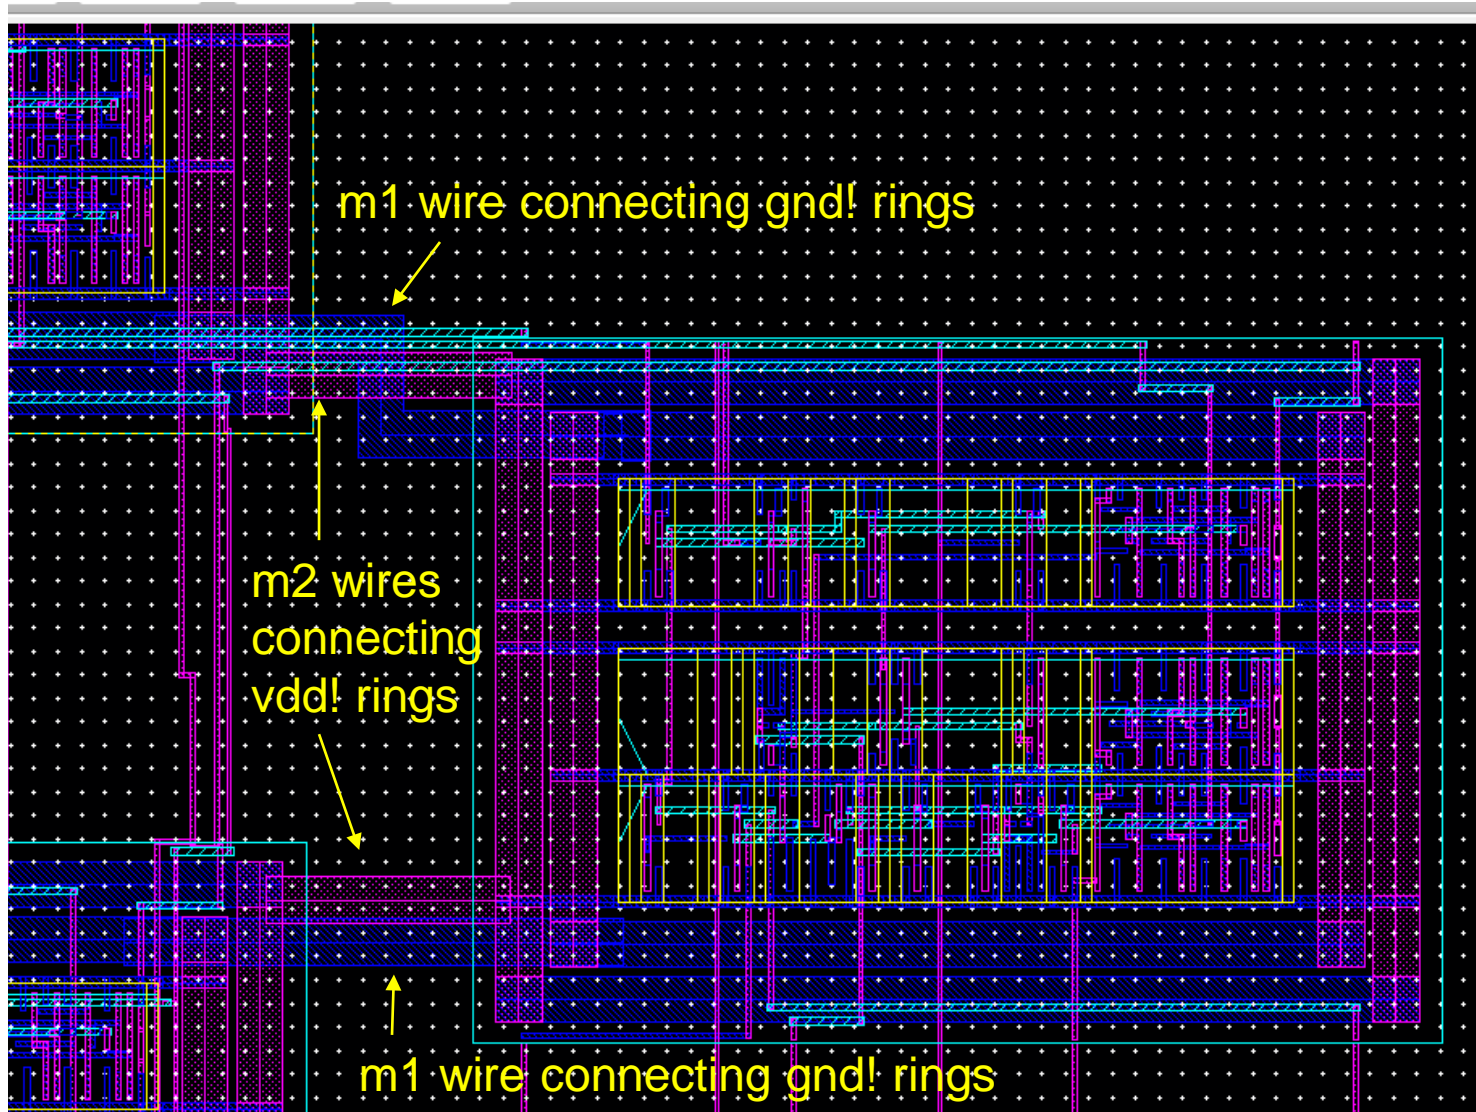 m1 wire connecting gnd! rings
m2 wires
connecting
vdd! rings
m1 wire connecting gnd! rings